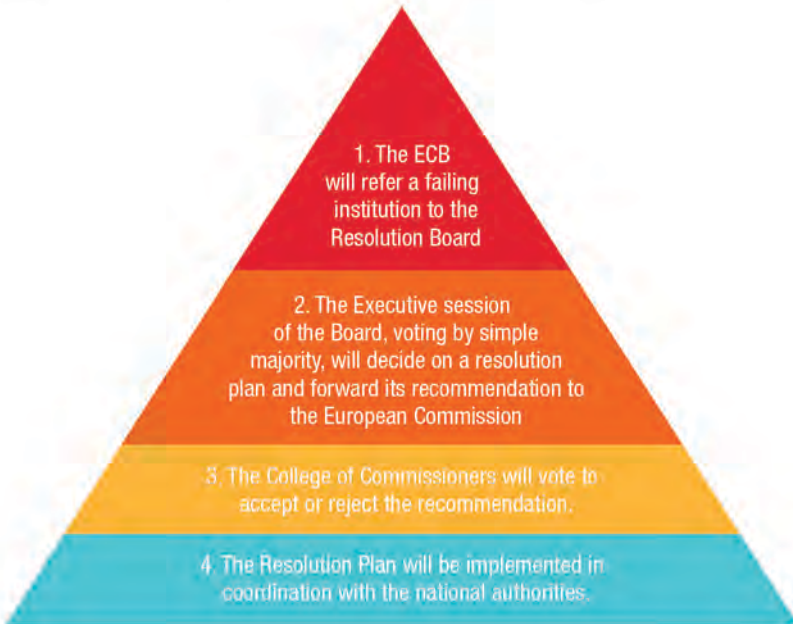 1. The ECB
will refer a failing
institution to the
Resolution Board
2. The Executive session
of the Board, voting by simple
majority, will decide on a resolution
plan and forward its recommendation to
the European Commission
3. The College of Commissioners will vote to
accept or reject the recommendation.
4. The Resolution Plan will be implemented in
coordination with the national authorities.